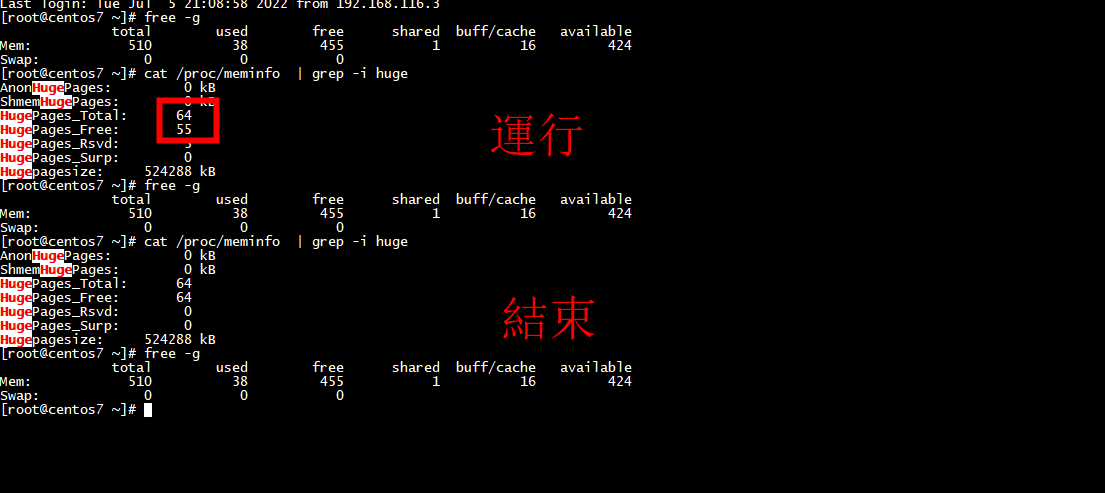 Last login: Tue Jul  5 21:08:58 2022 from 192.168.116.3
[root@centos7 ~]# free -g
              total        used        free      shared  buff/cache   available
Mem:            510          38         455           1          16         424
Swap:             0           0           0
[root@centos7 ~]# cat /proc/meminfo  | grep -i huge
AnonHugePages:         0 kB
ShmemHugePages:        0 kB
HugePages_Total:      64
HugePages_Free:       55
運行
HugePages_Rsvd:        5
HugePages_Surp:        0
Hugepagesize:     524288 kB
[root@centos7 ~]# free -g
              total        used        free      shared  buff/cache   available
Mem:            510          38         455           1          16         424
Swap:             0           0           0
[root@centos7 ~]# cat /proc/meminfo  | grep -i huge
AnonHugePages:         0 kB
ShmemHugePages:        0 kB
HugePages_Total:      64
HugePages_Free:       64
HugePages_Rsvd:        0
結束
HugePages_Surp:        0
Hugepagesize:     524288 kB
[root@centos7 ~]# free -g
              total        used        free      shared  buff/cache   available
Mem:            510          38         455           1          16         424
Swap:             0           0           0
[root@centos7 ~]#